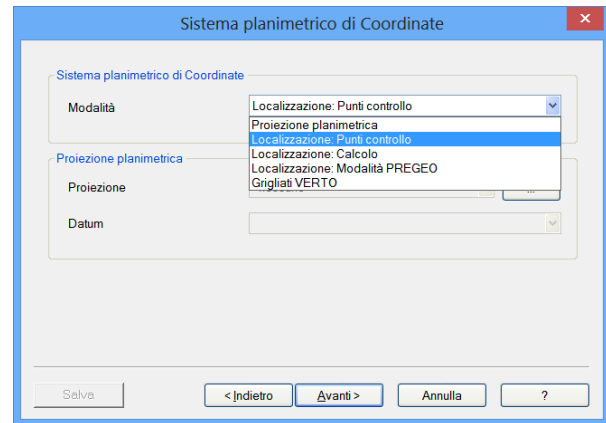 Sistema planimetrico di Coordinate
Sistema planimetrico di Coordinate
Modalità
Localizzazione: Punti controllo
Proiezione planimetrica
Localizzazione: Punti controllo
Localizzazione: Calcolo
Localizzazione: Modalità PREGEO
Grigliati VERTO
Proiezione planimetrica
Proiezione
...
Datum
Salva
< Indietro
Avanti >
Annulla
?